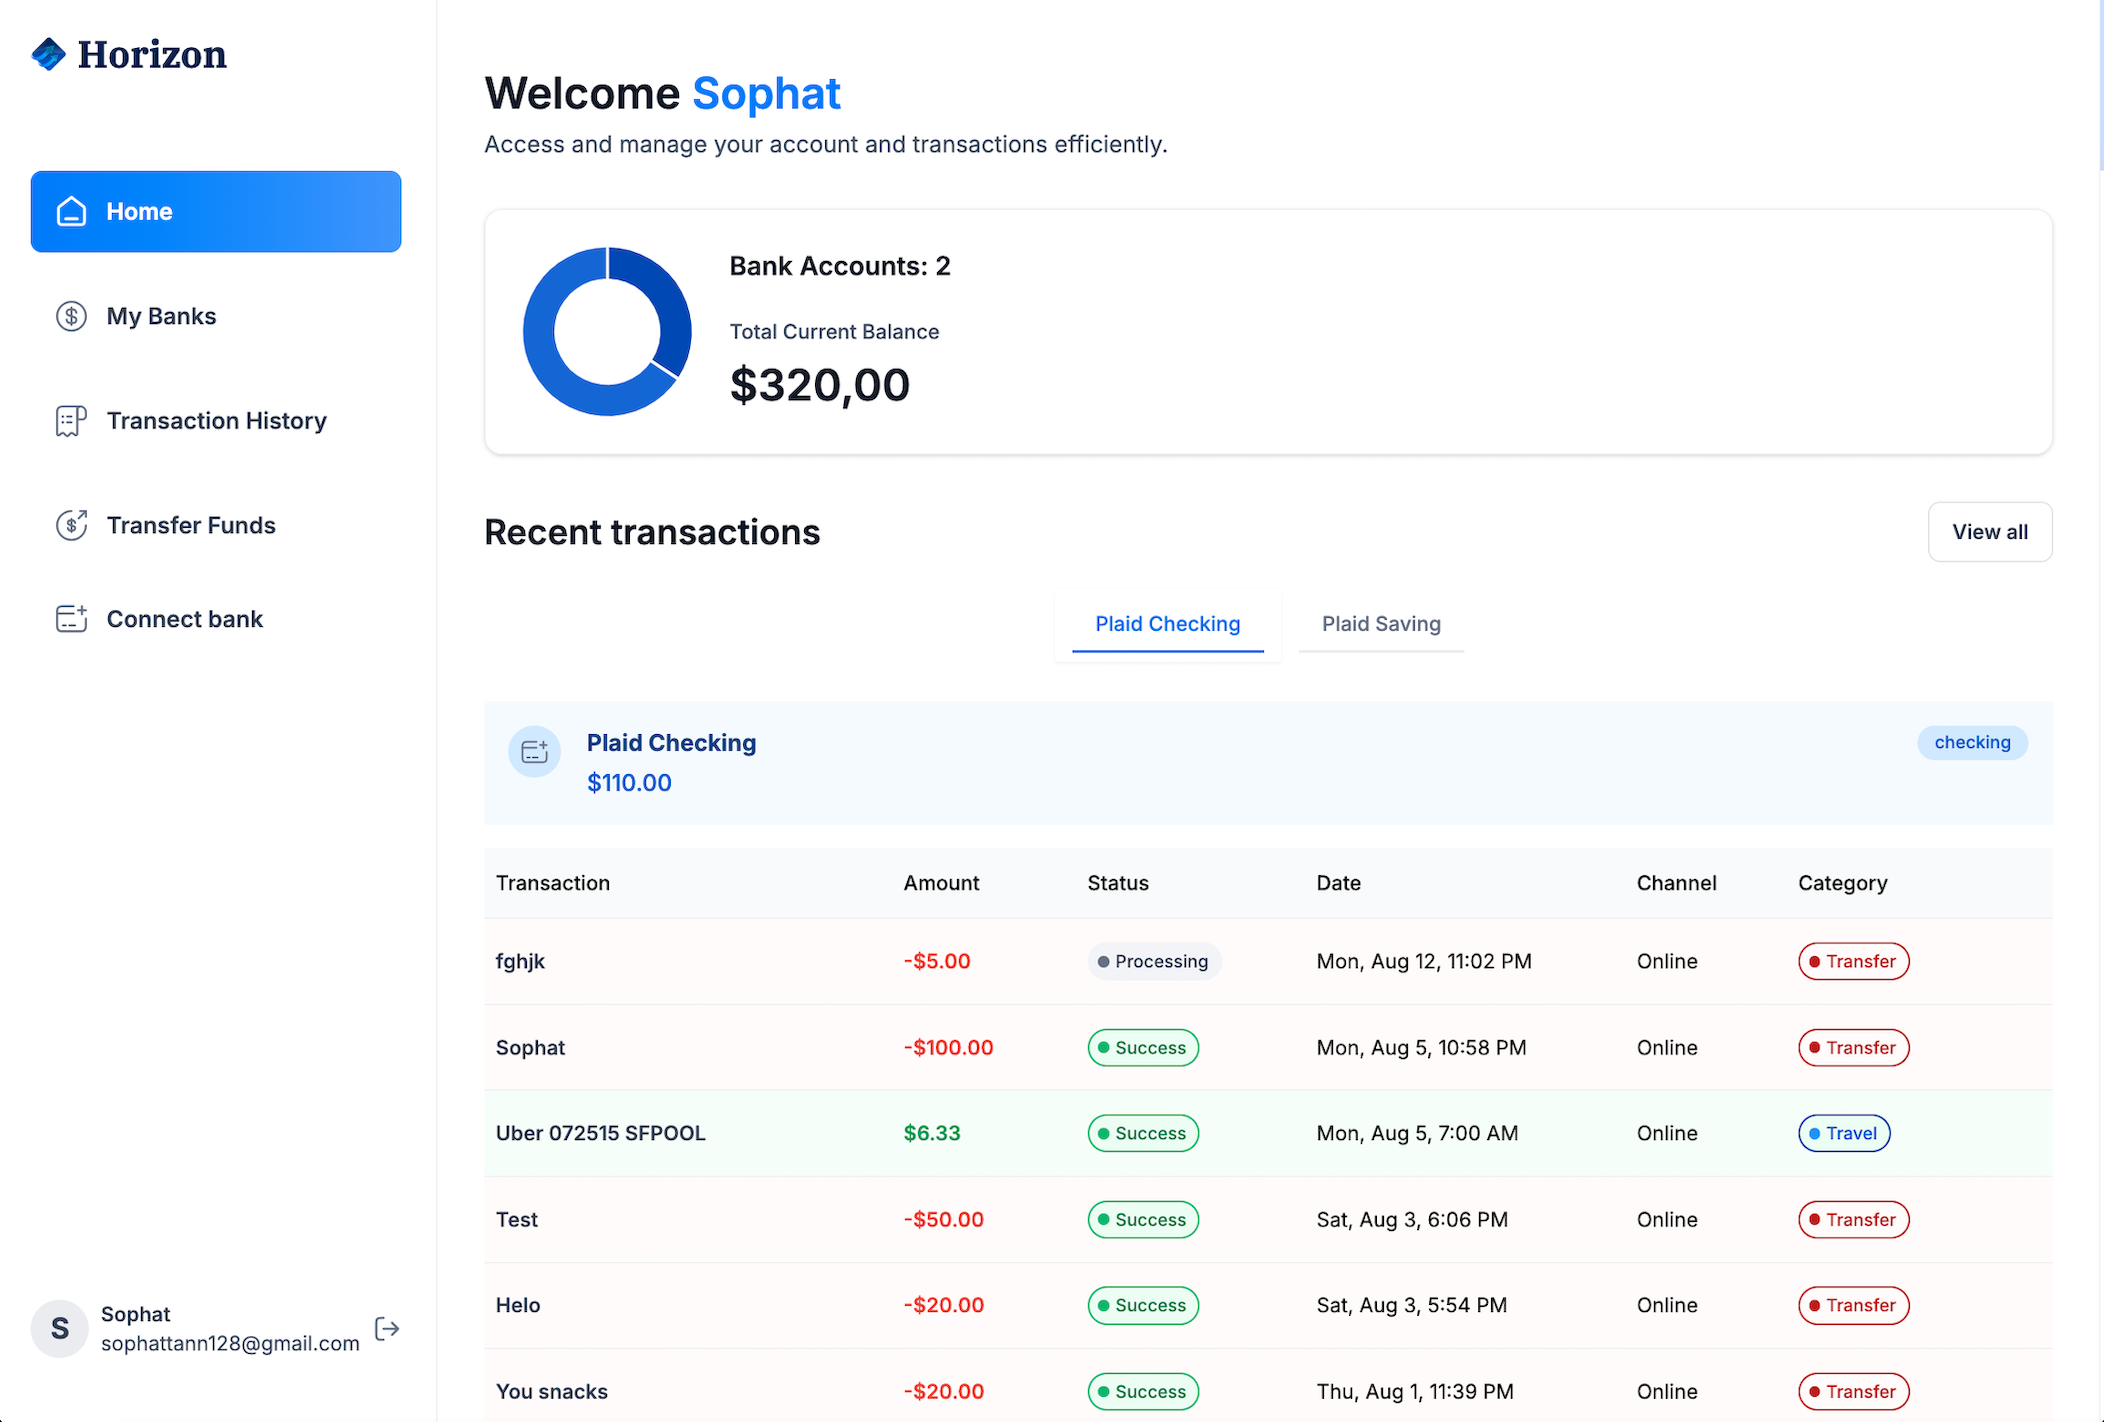 Horizon
Home
My Banks
Transaction History
Transfer Funds
Connect bank
S
Sophat
sophattann128@gmail.com
Welcome Sophat
Access and manage your account and transactions efficiently.
Bank Accounts: 2
Total Current Balance
$320,00
Recent transactions
View all
Plaid Checking Plaid Saving
Plaid Checking
checking
$110.00
Transaction Amount Status Date Channel Category
fghjk -$5.00 Processing Mon, Aug 12, 11:02 PM Online Transfer
Sophat -$100.00 Success Mon, Aug 5, 10:58 PM Online Transfer
Uber 072515 SFPOOL $6.33 Success Mon, Aug 5, 7:00 AM Online Travel
Test -$50.00 Success Sat, Aug 3, 6:06 PM Online Transfer
Helo -$20.00 Success Sat, Aug 3, 5:54 PM Online Transfer
You snacks -$20.00 Success Thu, Aug 1, 11:39 PM Online Transfer